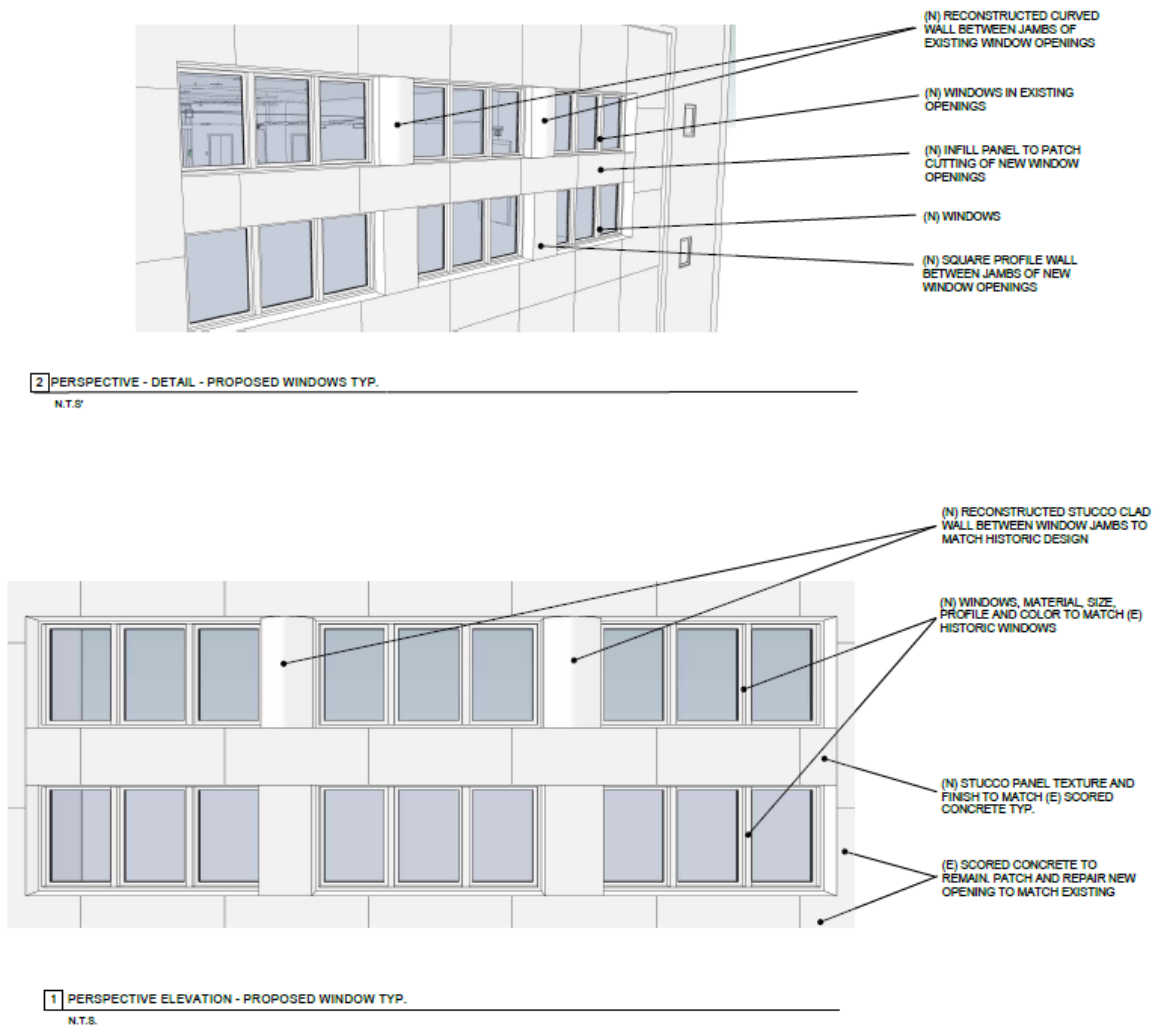 (N) RECONSTRUCTED CURVED
WALL BETWEEN JAMBS OF
EXISTING WINDOW OPENINGS
(N) WINDOWS IN EXISTING
OPENINGS
(N) INFILL PANEL TO PATCH
CUTTING OF NEW WINDOW
OPENINGS
(N) WINDOWS
(N) SQUARE PROFILE WALL
BETWEEN JAMBS OF NEW
WINDOW OPENINGS
2 PERSPECTIVE - DETAIL - PROPOSED WINDOWS TYP.
N.T.S'
(N) RECONSTRUCTED STUCCO CLAD
WALL BETWEEN WINDOW JAMBS TO
MATCH HISTORIC DESIGN
(N) WINDOWS, MATERIAL, SIZE,
PROFILE AND COLOR TO MATCH (E)
HISTORIC WINDOWS
(N) STUCCO PANEL TEXTURE AND
FINISH TO MATCH (E) SCORED
CONCRETE TYP.
(E) SCORED CONCRETE TO
REMAIN. PATCH AND REPAIR NEW
OPENING TO MATCH EXISTING
1 PERSPECTIVE ELEVATION - PROPOSED WINDOW TYP.
N.T.S.